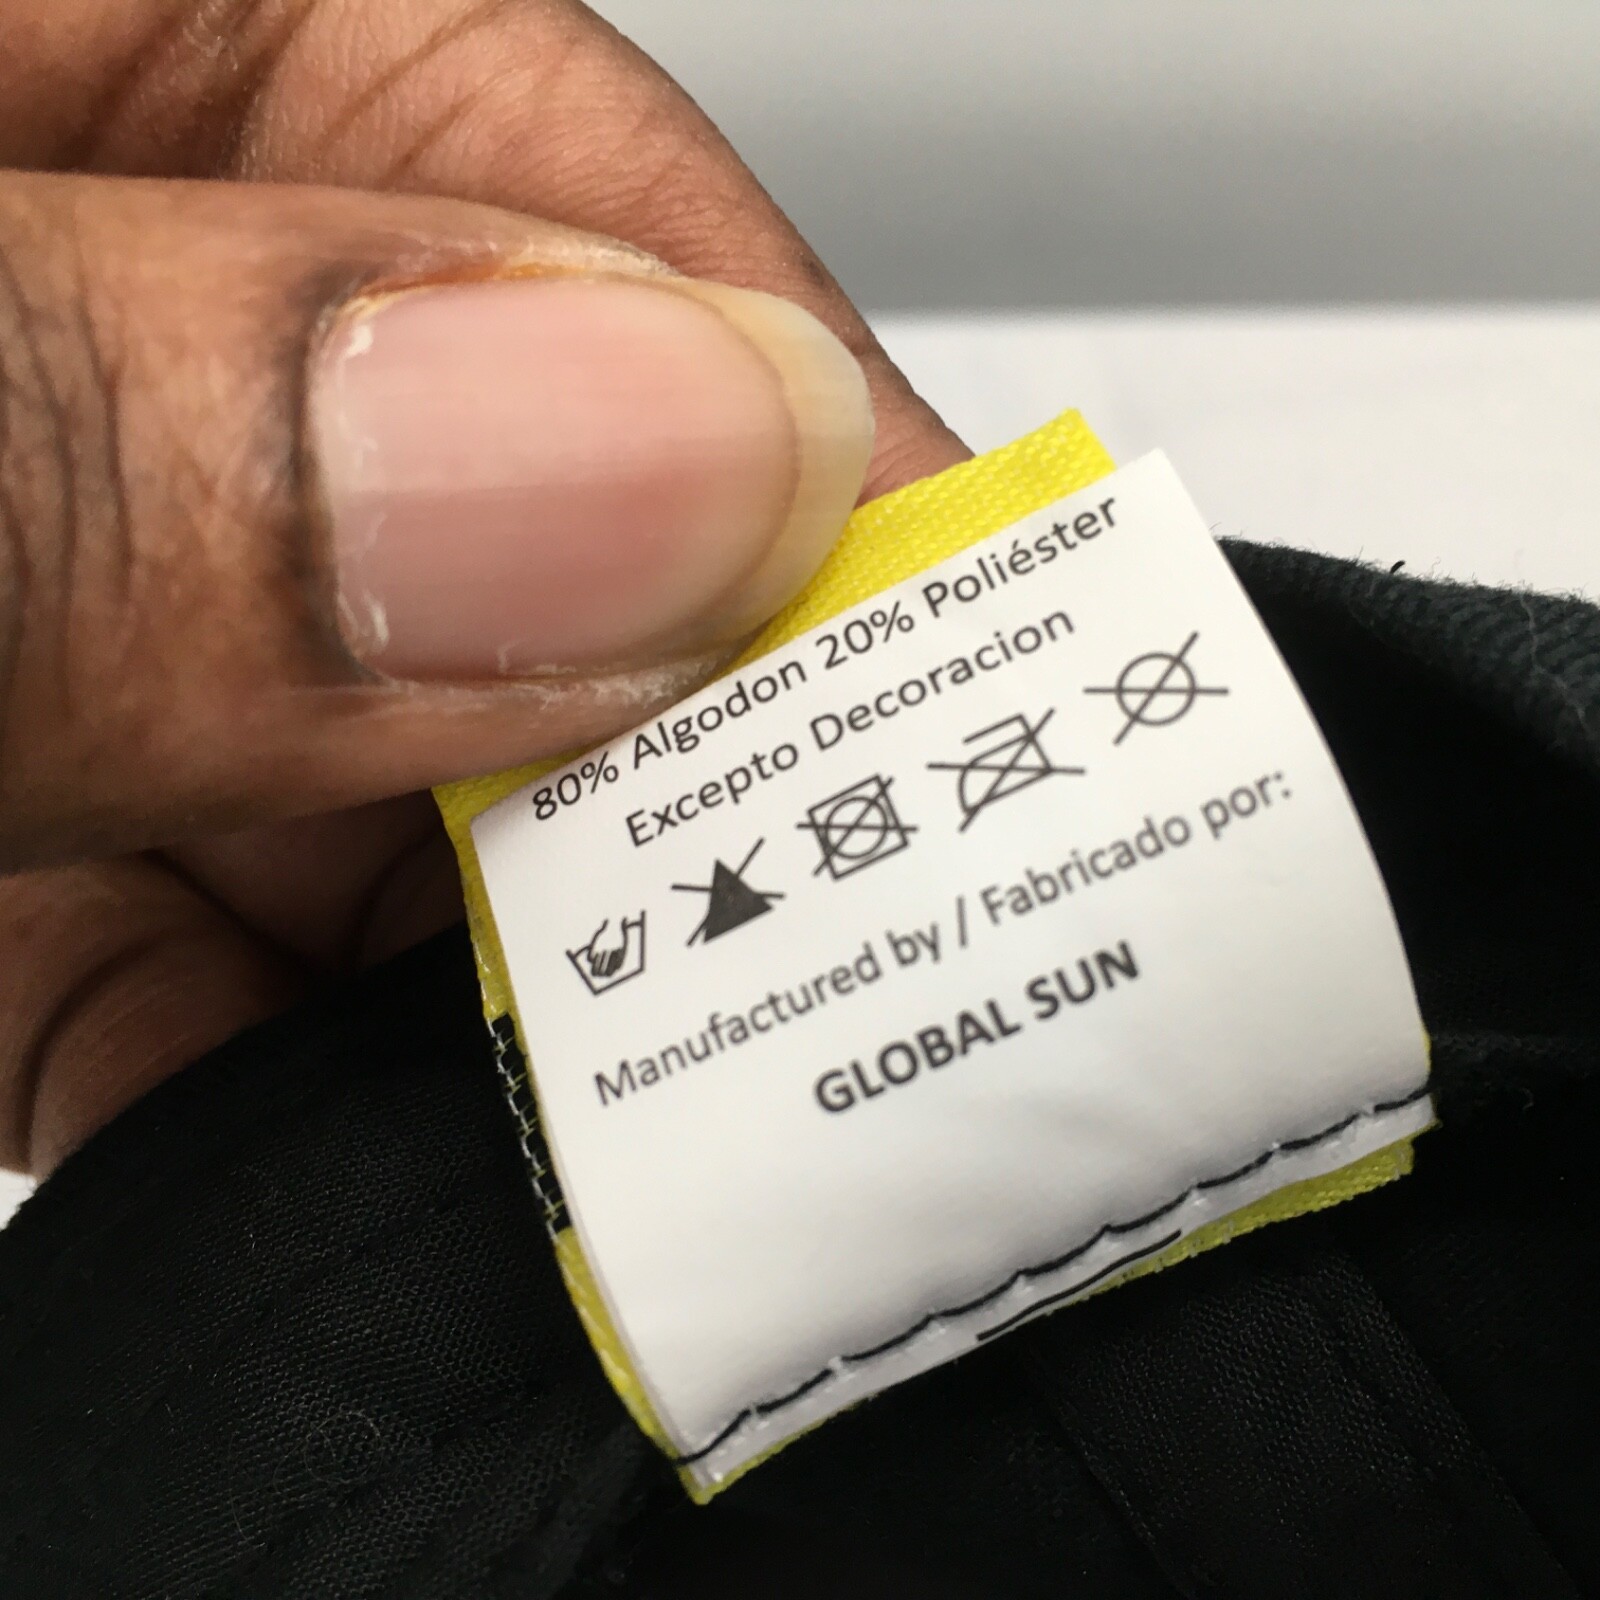 80% Algodon 20% Poliéster
Excepto Decoracion
Manufactured by / Fabricado por:
GLOBAL SUN